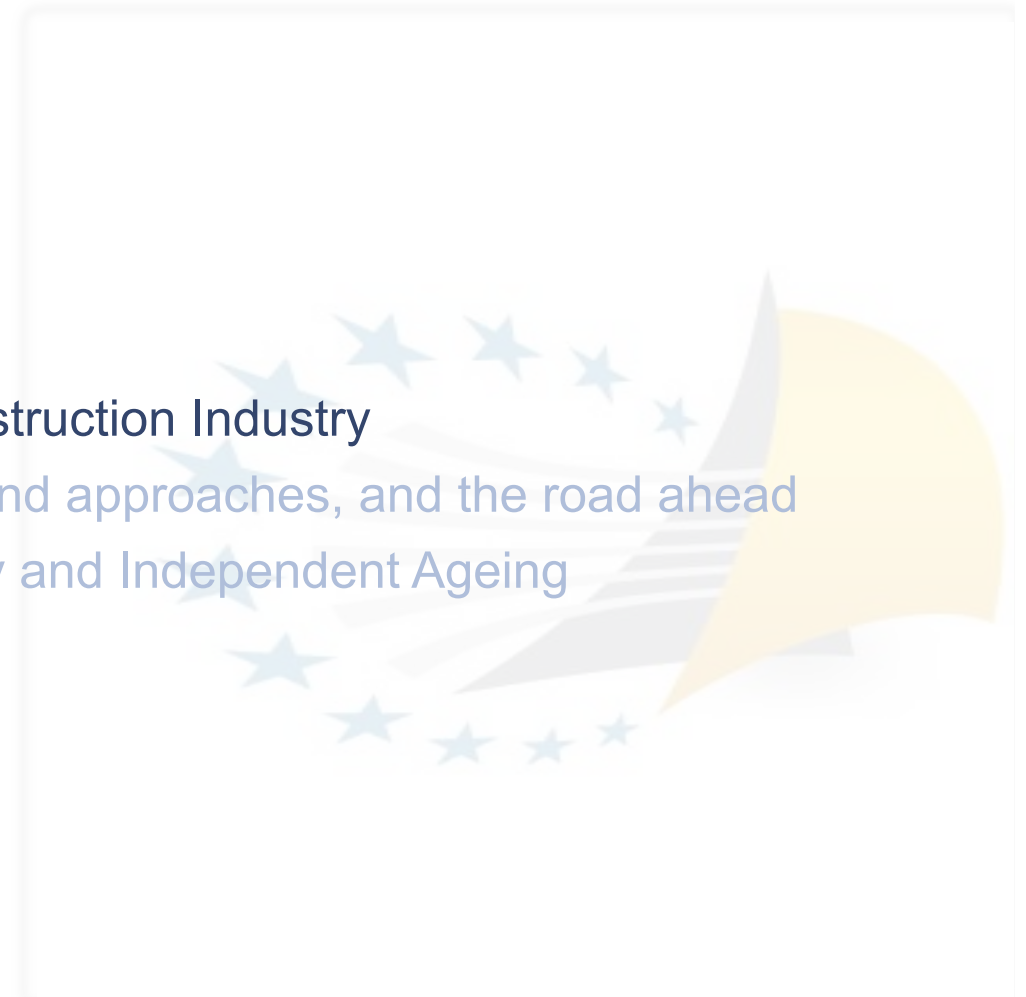 struction Industry
nd approaches, and the road ahead
and Independent Ageing